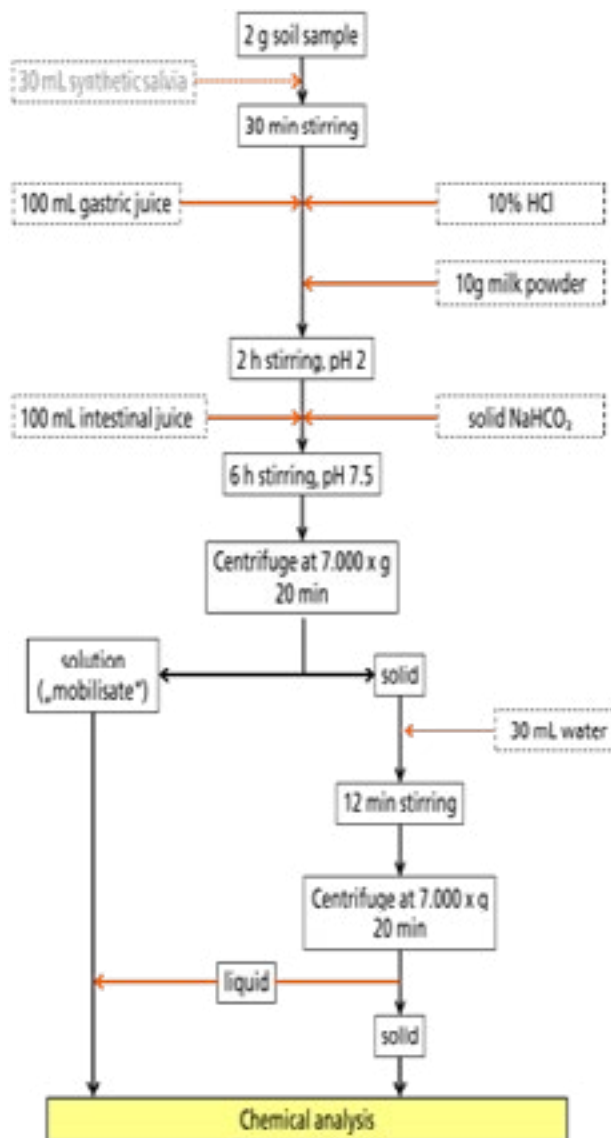 2 g soil sample
30 mL synthetic salvia
30 min stirring
100 mL gastric juice
10% HCl
10g milk powder
2 h stirring, pH 2
100 mL intestinal juice
solid NaHCO₃
6 h stirring, pH 7.5
Centrifuge at 7.000 x g
20 min
solution
(„mobilisate“)
solid
30 mL water
12 min stirring
Centrifuge at 7.000 x g
20 min
liquid
solid
Chemical analysis